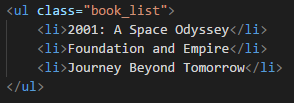 <ul class="book_list">
    <li>2001: A Space Odyssey</li>
    <li>Foundation and Empire</li>
    <li>Journey Beyond Tomorrow</li>
</ul>